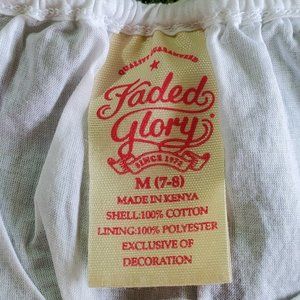 QUALITY GUARANTEED
Faded
Glory
SINCE 1972
M (7-8)
MADE IN KENYA
SHELL:100% COTTON
LINING:100% POLYESTER
EXCLUSIVE OF
DECORATION